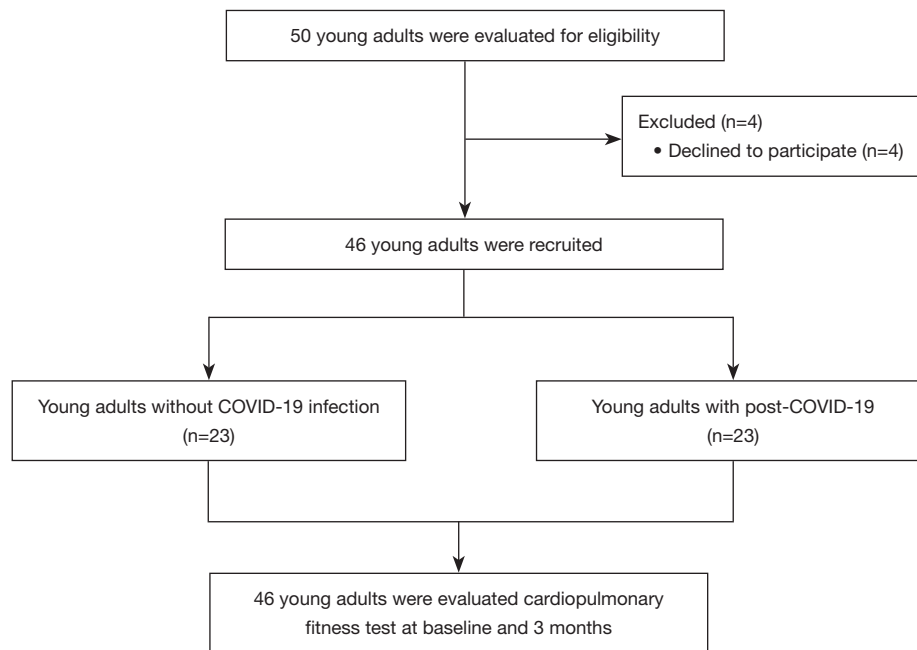 50 young adults were evaluated for eligibility
Excluded (n=4)
• Declined to participate (n=4)
46 young adults were recruited
Young adults without COVID-19 infection
(n=23)
Young adults with post-COVID-19
(n=23)
46 young adults were evaluated cardiopulmonary
fitness test at baseline and 3 months